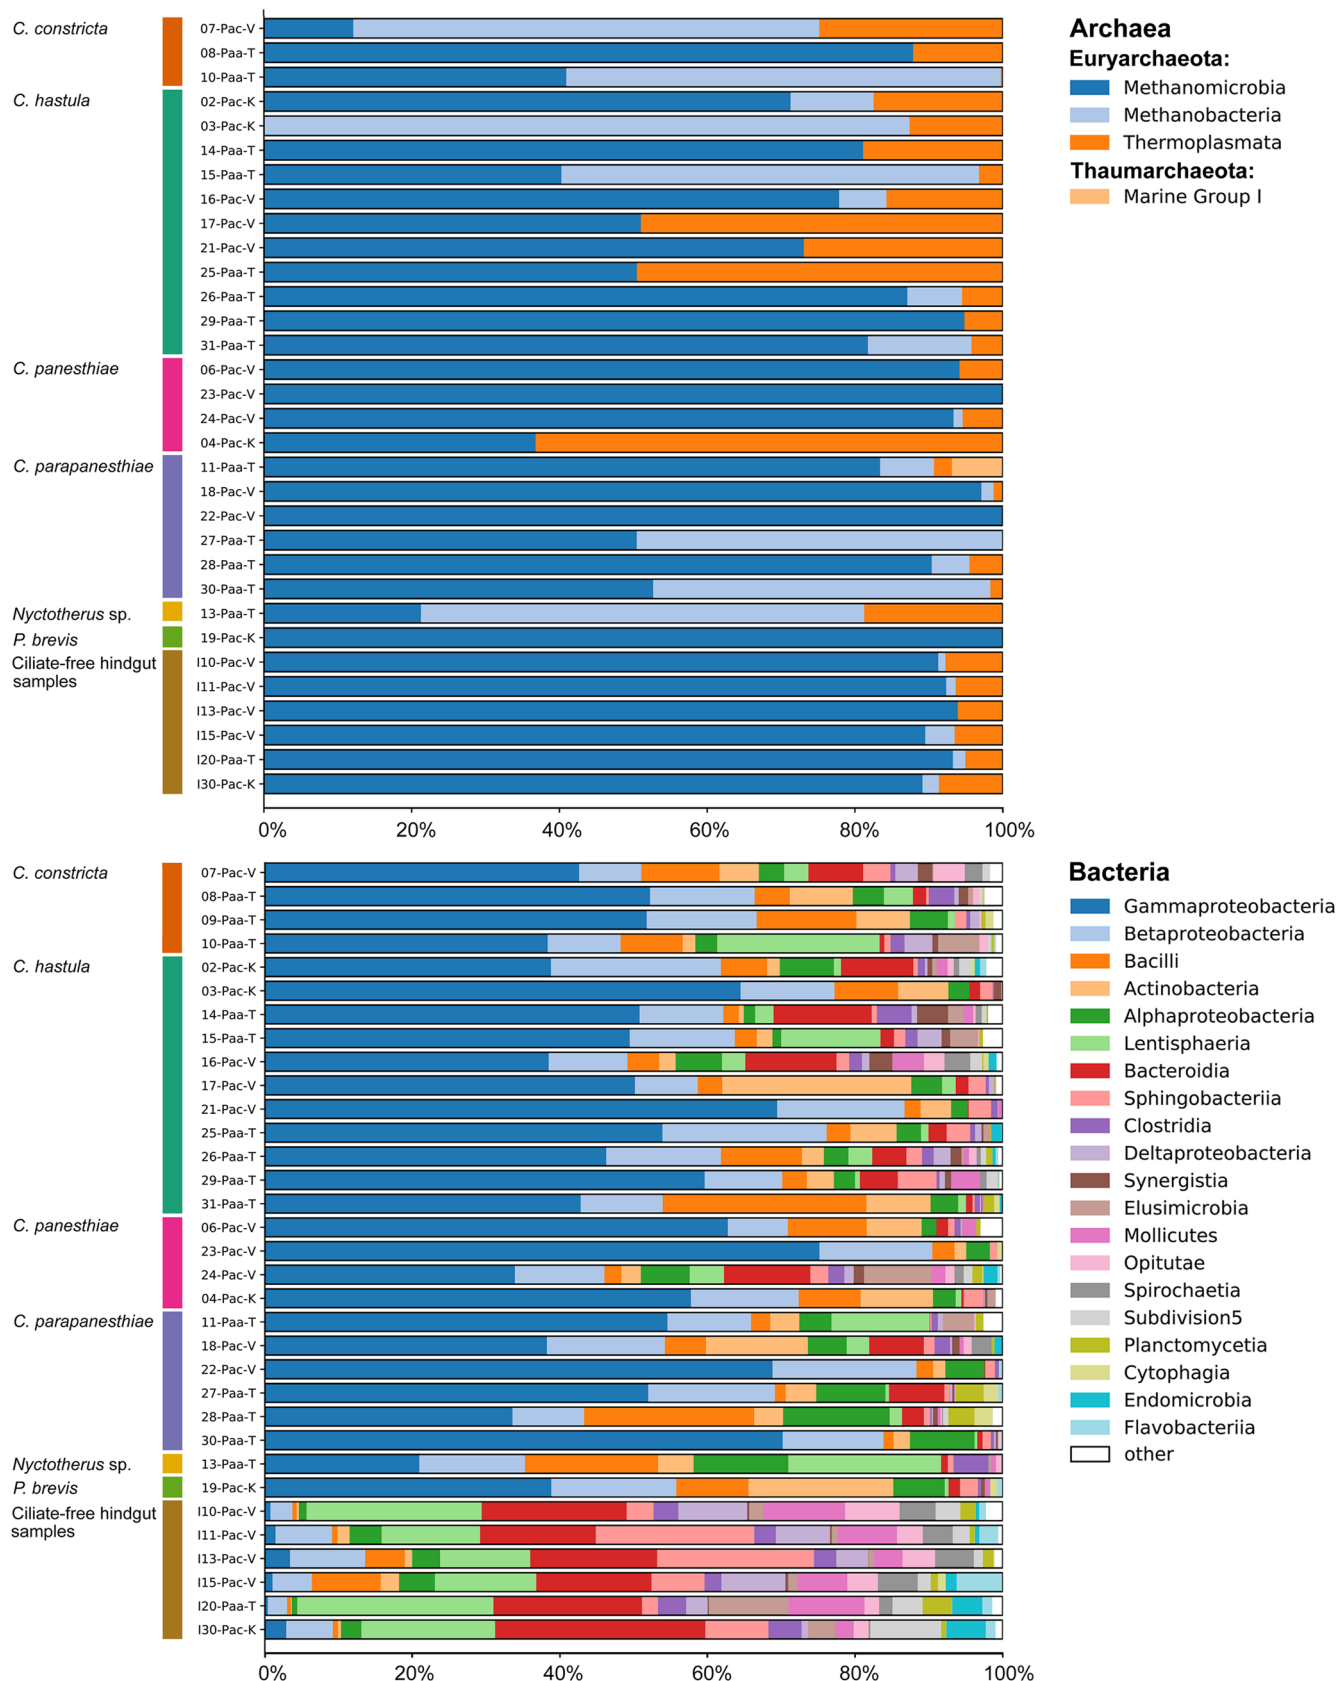 C. constricta
07-Pac-V
08-Paa-T
10-Paa-T
C. hastula
02-Pac-K
03-Pac-K
14-Paa-T
15-Paa-T
16-Pac-V
17-Pac-V
21-Pac-V
25-Paa-T
26-Paa-T
29-Paa-T
31-Paa-T
C. panesthiae
06-Pac-V
23-Pac-V
24-Pac-V
04-Pac-K
C. parapanesthiae
11-Paa-T
18-Pac-V
22-Pac-V
27-Paa-T
28-Paa-T
30-Paa-T
Nyctotherus sp.
13-Paa-T
P. brevis
19-Pac-K
Ciliate-free hindgut
samples
I10-Pac-V
I11-Pac-V
I13-Pac-V
I15-Pac-V
I20-Paa-T
I30-Pac-K
0% 20% 40% 60% 80% 100%
Archaea
Euryarchaeota:
Methanomicrobia
Methanobacteria
Thermoplasmata
Thaumarchaeota:
Marine Group I
C. constricta
07-Pac-V
08-Paa-T
09-Paa-T
10-Paa-T
C. hastula
02-Pac-K
03-Pac-K
14-Paa-T
15-Paa-T
16-Pac-V
17-Pac-V
21-Pac-V
25-Paa-T
26-Paa-T
29-Paa-T
31-Paa-T
C. panesthiae
06-Pac-V
23-Pac-V
24-Pac-V
04-Pac-K
C. parapanesthiae
11-Paa-T
18-Pac-V
22-Pac-V
27-Paa-T
28-Paa-T
30-Paa-T
Nyctotherus sp.
13-Paa-T
P. brevis
19-Pac-K
Ciliate-free hindgut
samples
I10-Pac-V
I11-Pac-V
I13-Pac-V
I15-Pac-V
I20-Paa-T
I30-Pac-K
0% 20% 40% 60% 80% 100%
Bacteria
Gammaproteobacteria
Betaproteobacteria
Bacilli
Actinobacteria
Alphaproteobacteria
Lentisphaeria
Bacteroidia
Sphingobacteriia
Clostridia
Deltaproteobacteria
Synergistia
Elusimicrobia
Mollicutes
Opitutae
Spirochaetia
Subdivision5
Planctomycetia
Cytophagia
Endomicrobia
Flavobacteriia
other